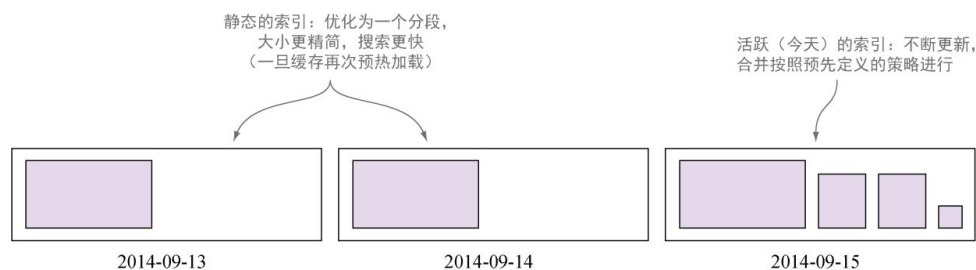 静态的索引：优化为一个分段，
大小更精简，搜索更快
（一旦缓存再次预热加载）
活跃（今天）的索引：不断更新，
合并按照预先定义的策略进行
2014-09-13
2014-09-14
2014-09-15